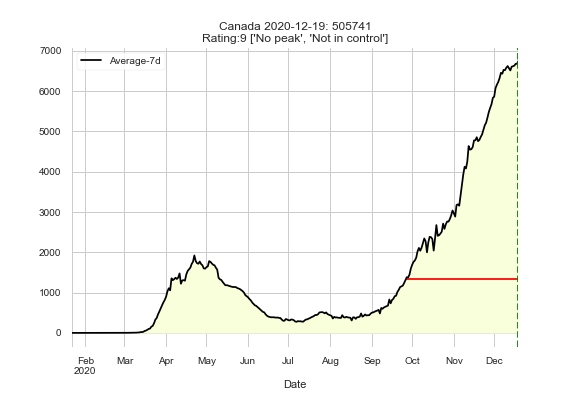 Canada 2020-12-19: 505741
Rating:9 ['No peak', 'Not in control']
Average-7d
7000
6000
5000
4000
3000
2000
1000
0
Feb Mar Apr May Jun Jul Aug Sep Oct Nov Dec
2020
Date